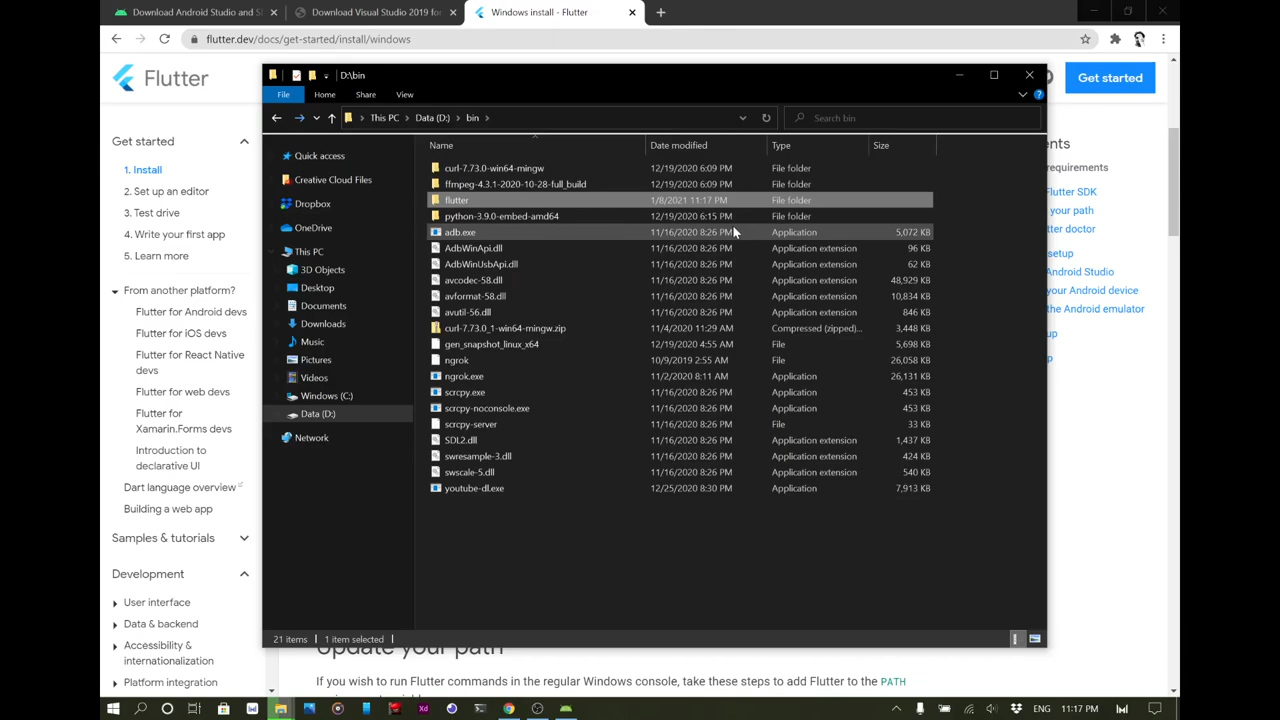 Download Android Studio and S
Download Visual Studio 2019 for
Windows install - Flutter
flutter.dev/docs/get-started/install/windows
Flutter
Get started
D:\bin
File
Home
Share
View
This PC
Data (D:)
bin
Search bin
Get started
1. Install
2. Set up an editor
3. Test drive
4. Write your first app
5. Learn more
From another platform?
Flutter for Android devs
Flutter for iOS devs
Flutter for React Native
devs
Flutter for web devs
Flutter for
Xamarin.Forms devs
Introduction to
declarative UI
Dart language overview
Building a web app
Samples & tutorials
Development
User interface
Data & backend
Accessibility &
internationalization
Platform integration
Quick access
Creative Cloud Files
Dropbox
OneDrive
This PC
3D Objects
Desktop
Documents
Downloads
Music
Pictures
Videos
Windows (C:)
Data (D:)
Network
Name Date modified Type Size
curl-7.73.0-win64-mingw 12/19/2020 6:09 PM File folder
ffmpeg-4.3.1-2020-10-28-full_build 12/19/2020 6:09 PM File folder
flutter 1/8/2021 11:17 PM File folder
python-3.9.0-embed-amd64 12/19/2020 6:15 PM File folder
adb.exe 11/16/2020 8:26 PM Application 5,072 KB
AdbWinApi.dll 11/16/2020 8:26 PM Application extension 96 KB
AdbWinUsbApi.dll 11/16/2020 8:26 PM Application extension 62 KB
avcodec-58.dll 11/16/2020 8:26 PM Application extension 48,929 KB
avformat-58.dll 11/16/2020 8:26 PM Application extension 10,834 KB
avutil-56.dll 11/16/2020 8:26 PM Application extension 846 KB
curl-7.73.0_1-win64-mingw.zip 11/4/2020 11:29 AM Compressed (zipped)... 3,448 KB
gen_snapshot_linux_x64 12/19/2020 4:55 AM File 5,698 KB
ngrok 10/9/2019 2:55 AM File 26,058 KB
ngrok.exe 11/2/2020 8:11 AM Application 26,131 KB
scrcpy.exe 11/16/2020 8:26 PM Application 453 KB
scrcpy-noconsole.exe 11/16/2020 8:26 PM Application 453 KB
scrcpy-server 11/16/2020 8:26 PM File 33 KB
SDL2.dll 11/16/2020 8:26 PM Application extension 1,437 KB
swresample-3.dll 11/16/2020 8:26 PM Application extension 424 KB
swscale-5.dll 11/16/2020 8:26 PM Application extension 540 KB
youtube-dl.exe 12/25/2020 8:30 PM Application 7,913 KB
21 items
1 item selected
ents
requirements
Flutter SDK
your path
tter doctor
setup
Android Studio
your Android device
the Android emulator
up
p
Update your path
If you wish to run Flutter commands in the regular Windows console, take these steps to add Flutter to the PATH
ENG
11:17 PM